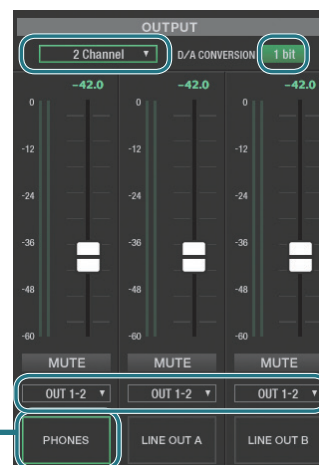 OUTPUT
2 Channel ▼ D/A CONVERSION 1 bit
-42.0 -42.0 -42.0
0 0 0
-12 -12 -12
-24 -24 -24
-36 -36 -36
-48 -48 -48
-60 -60 -60
MUTE MUTE MUTE
OUT 1-2 ▼ OUT 1-2 ▼ OUT 1-2 ▼
PHONES LINE OUT A LINE OUT B